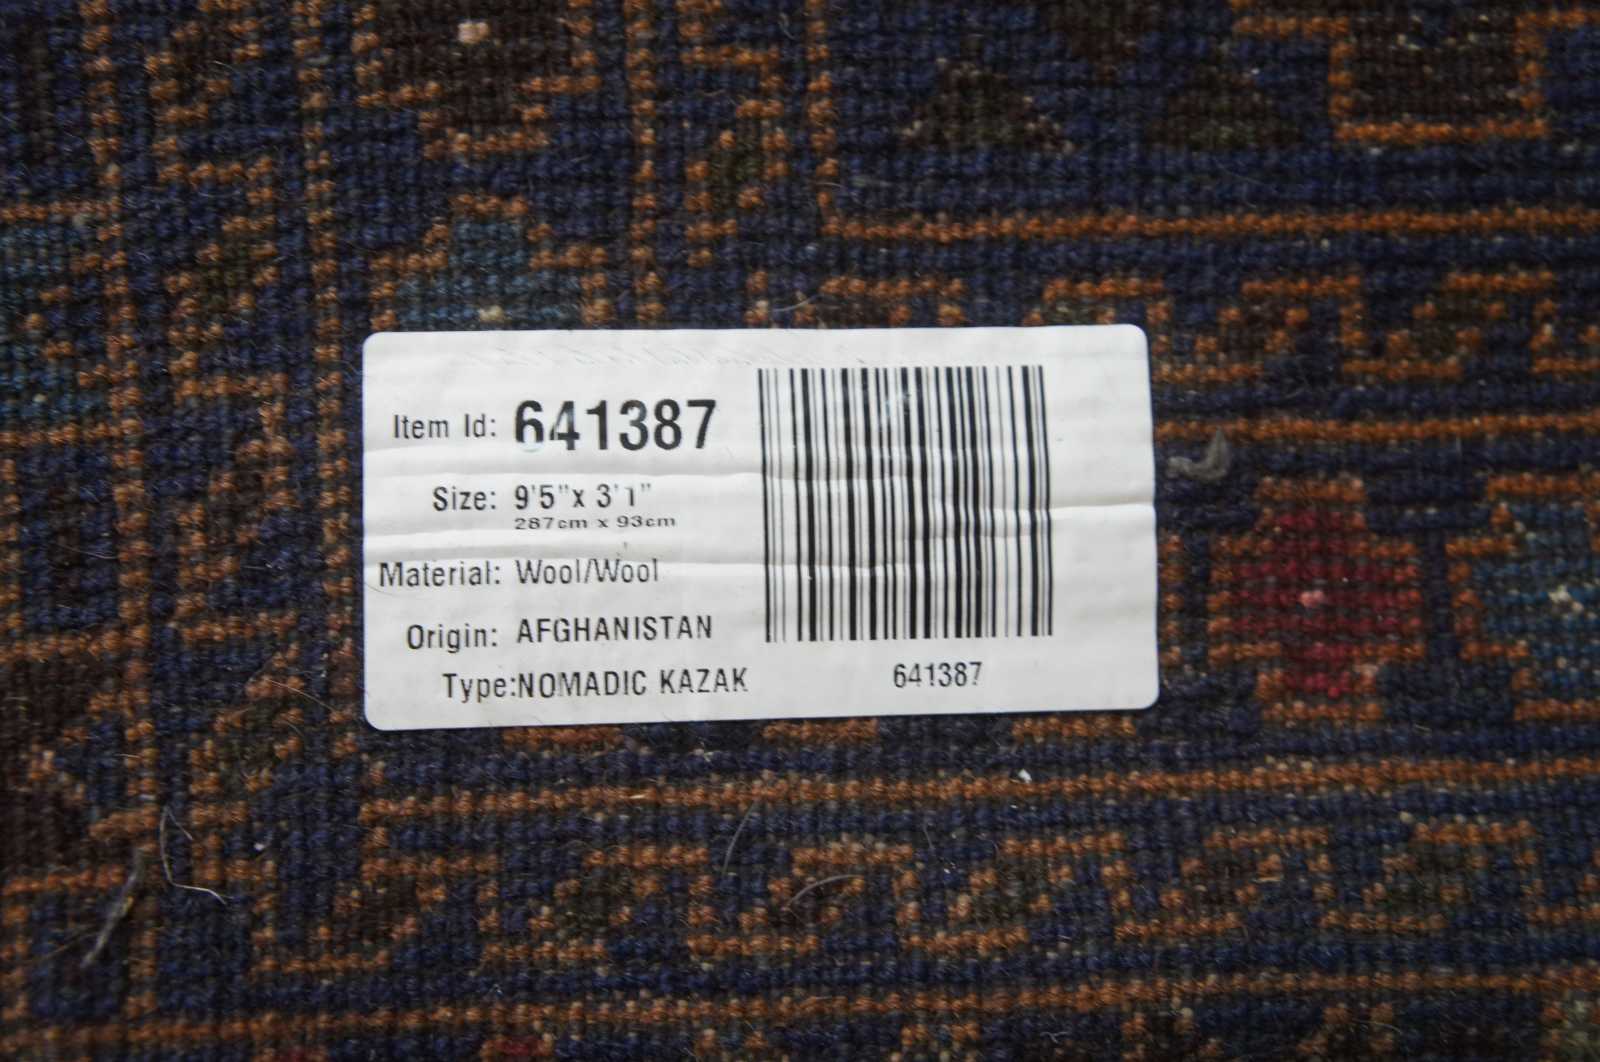 Item Id: 641387
Size: 9'5"x 3'1"
287cm x 93cm
Material: Wool/Wool
Origin: AFGHANISTAN
Type:NOMADIC KAZAK
641387